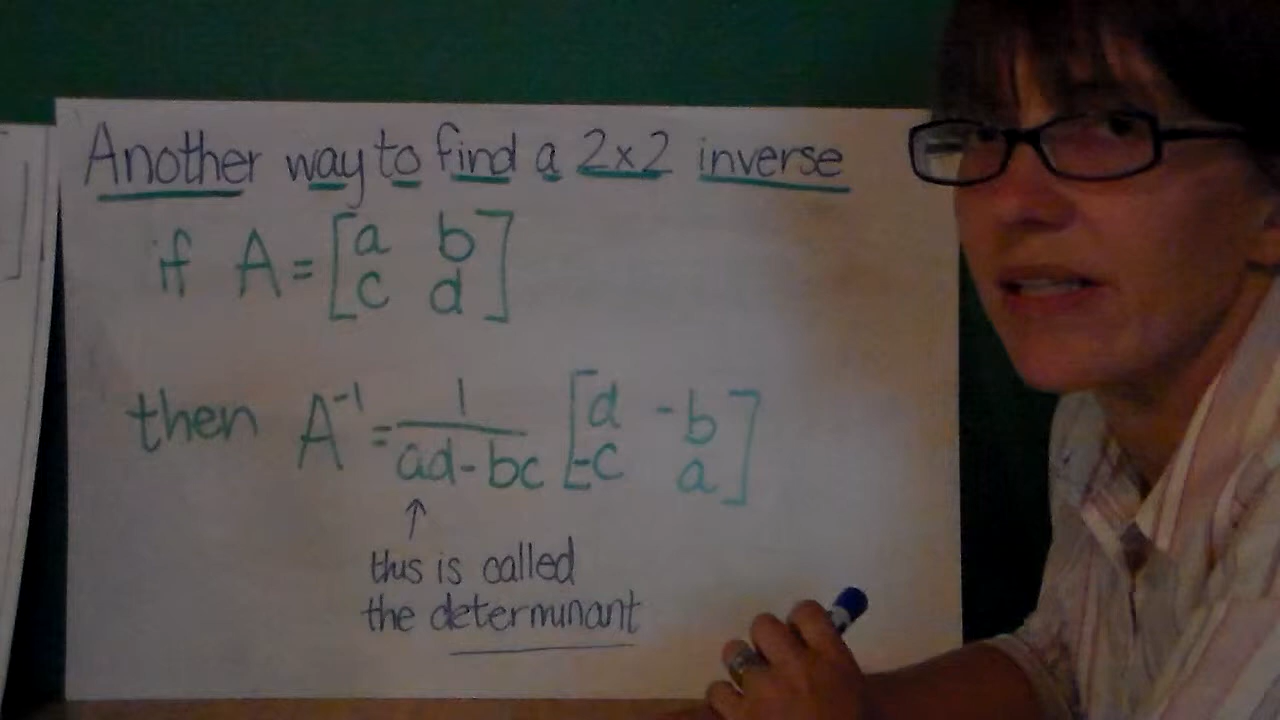 Another way to find a 2x2 inverse
if A = [a b
c d]
then A⁻¹ = 1/(ad-bc) [d -b
-c a]
↑
this is called
the determinant